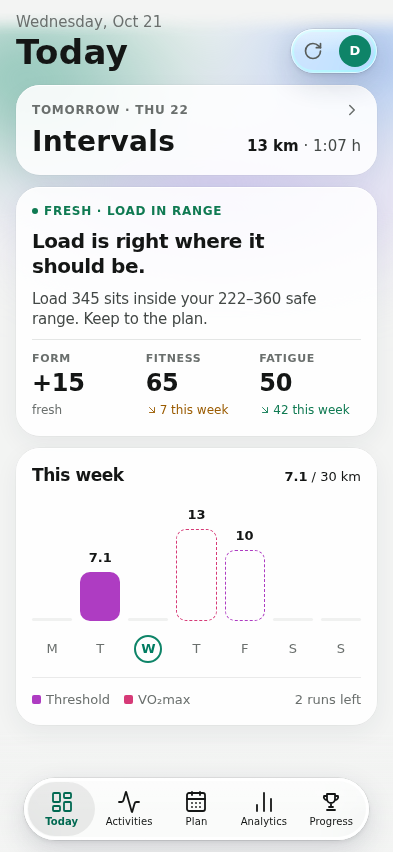 Wednesday, Oct 21
Today
D
TOMORROW · THU 22
Intervals
13 km · 1:07 h
FRESH · LOAD IN RANGE
Load is right where it
should be.
Load 345 sits inside your 222–360 safe
range. Keep to the plan.
FORM FITNESS FATIGUE
+15 65 50
fresh ↘ 7 this week ↘ 42 this week
This week 7.1 / 30 km
13
10
7.1
M T W T F S S
Threshold VO₂max 2 runs left
Today Activities Plan Analytics Progress